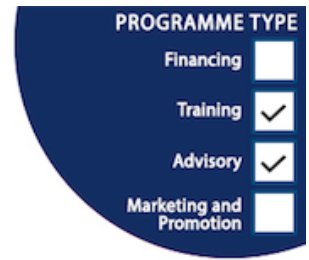 PROGRAMME TYPE
Financing
Training
Advisory
Marketing and
Promotion